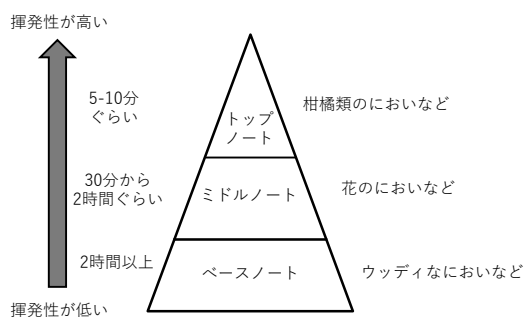 揮発性が高い
5-10分
ぐらい
トップ
ノート
柑橘類のにおいなど
30分から
2時間ぐらい
ミドルノート
花のにおいなど
2時間以上
ベースノート
ウッディなにおいなど
揮発性が低い